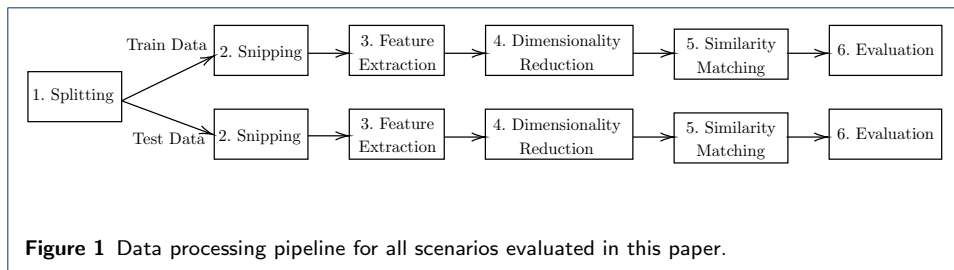 Train Data
2. Snipping
3. Feature
Extraction
4. Dimensionality
Reduction
5. Similarity
Matching
6. Evaluation
1. Splitting
Test Data
2. Snipping
3. Feature
Extraction
4. Dimensionality
Reduction
5. Similarity
Matching
6. Evaluation
Figure 1 Data processing pipeline for all scenarios evaluated in this paper.